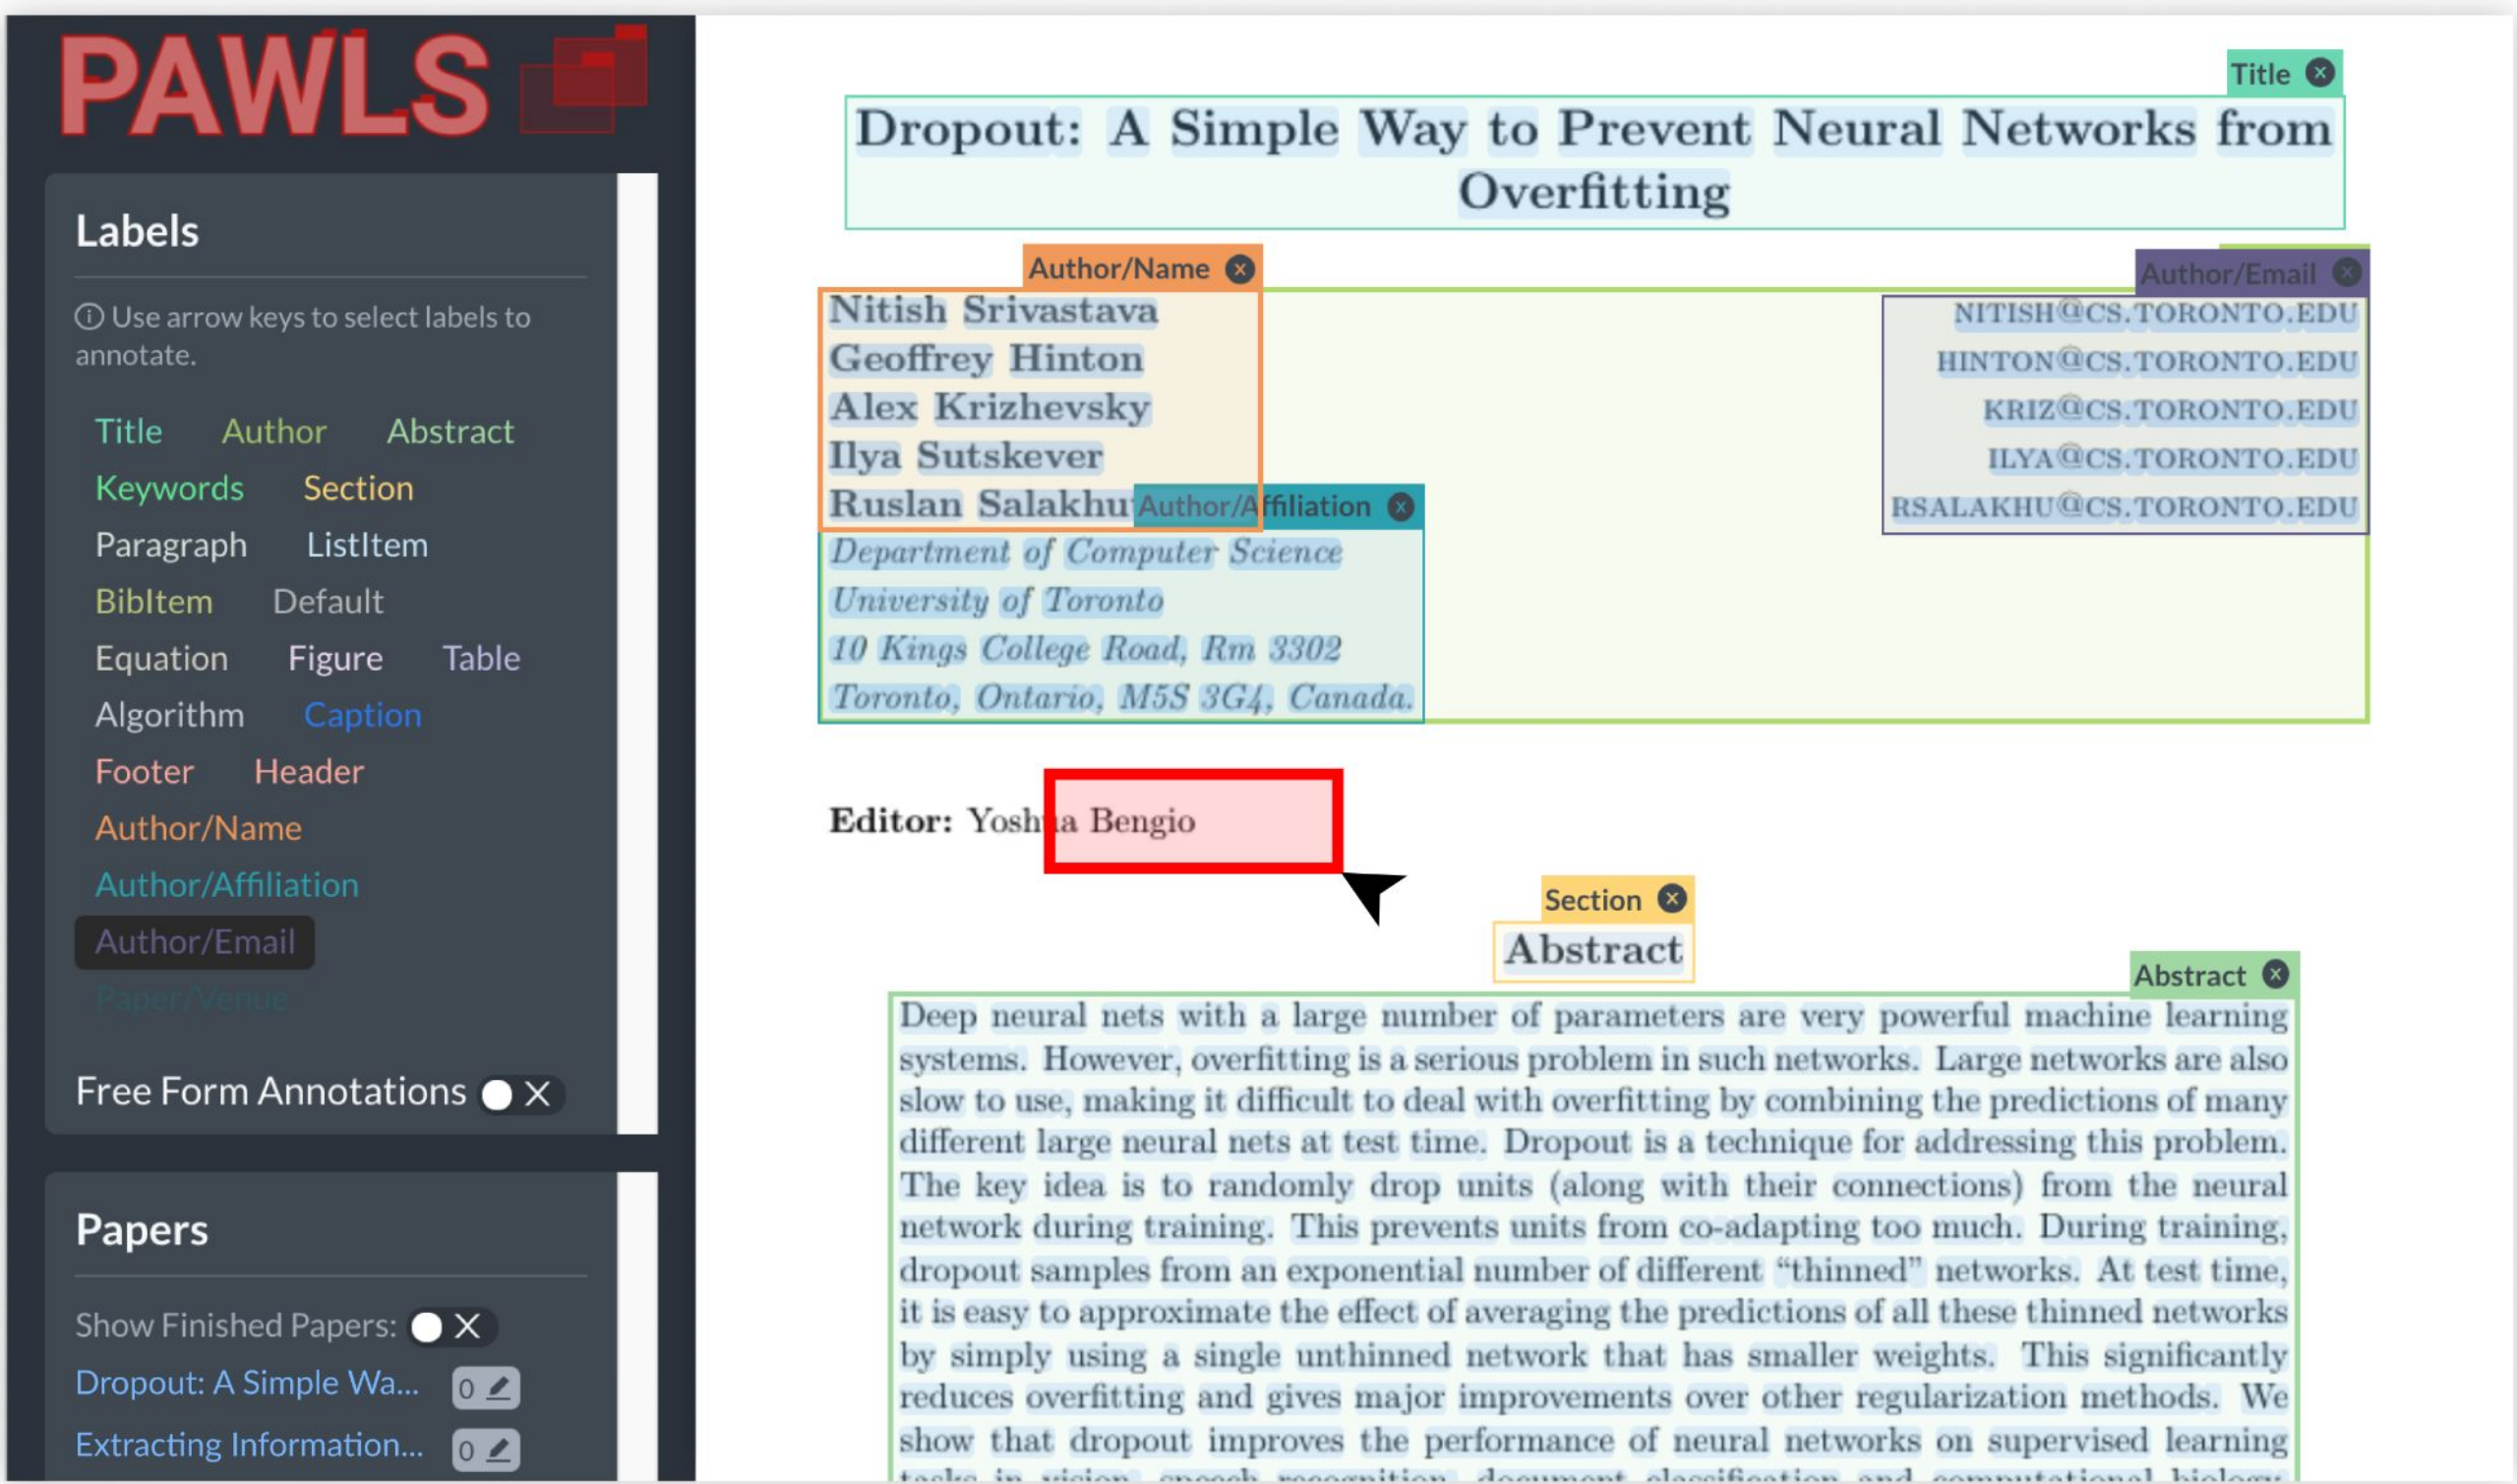 PAWLS
Labels
Use arrow keys to select labels to
annotate.
Title Author Abstract
Keywords Section
Paragraph ListItem
BibItem Default
Equation Figure Table
Algorithm Caption
Footer Header
Author/Name
Author/Affiliation
Author/Email
Paper/Venue
Free Form Annotations
Papers
Show Finished Papers:
Dropout: A Simple Wa... 0
Extracting Information... 0
Title
Dropout: A Simple Way to Prevent Neural Networks from
Overfitting
Author/Name
Author/Email
Nitish Srivastava NITISH@CS.TORONTO.EDU
Geoffrey Hinton HINTON@CS.TORONTO.EDU
Alex Krizhevsky KRIZ@CS.TORONTO.EDU
Ilya Sutskever ILYA@CS.TORONTO.EDU
Ruslan Salakhu RSALAKHU@CS.TORONTO.EDU
Author/Affiliation
Department of Computer Science
University of Toronto
10 Kings College Road, Rm 3302
Toronto, Ontario, M5S 3G4, Canada.
Editor: Yoshua Bengio
Section
Abstract
Abstract
Deep neural nets with a large number of parameters are very powerful machine learning
systems. However, overfitting is a serious problem in such networks. Large networks are also
slow to use, making it difficult to deal with overfitting by combining the predictions of many
different large neural nets at test time. Dropout is a technique for addressing this problem.
The key idea is to randomly drop units (along with their connections) from the neural
network during training. This prevents units from co-adapting too much. During training,
dropout samples from an exponential number of different “thinned” networks. At test time,
it is easy to approximate the effect of averaging the predictions of all these thinned networks
by simply using a single unthinned network that has smaller weights. This significantly
reduces overfitting and gives major improvements over other regularization methods. We
show that dropout improves the performance of neural networks on supervised learning
tasks in vision, speech recognition, document classification and computational biology,